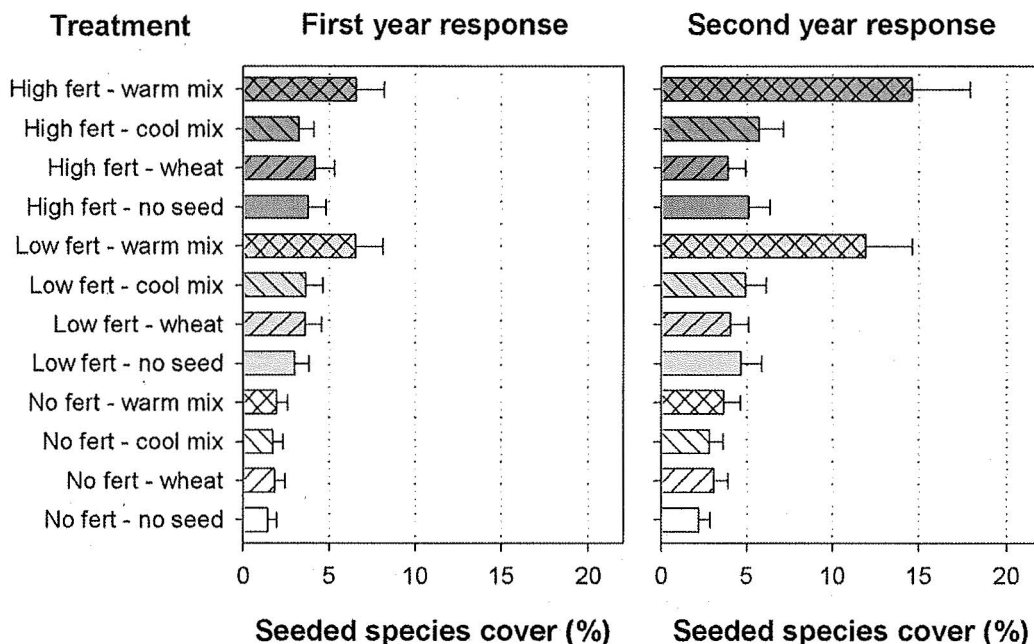 Treatment First year response Second year response
High fert - warm mix
High fert - cool mix
High fert - wheat
High fert - no seed
Low fert - warm mix
Low fert - cool mix
Low fert - wheat
Low fert - no seed
No fert - warm mix
No fert - cool mix
No fert - wheat
No fert - no seed
0 5 10 15 20 0 5 10 15 20
Seeded species cover (%) Seeded species cover (%)